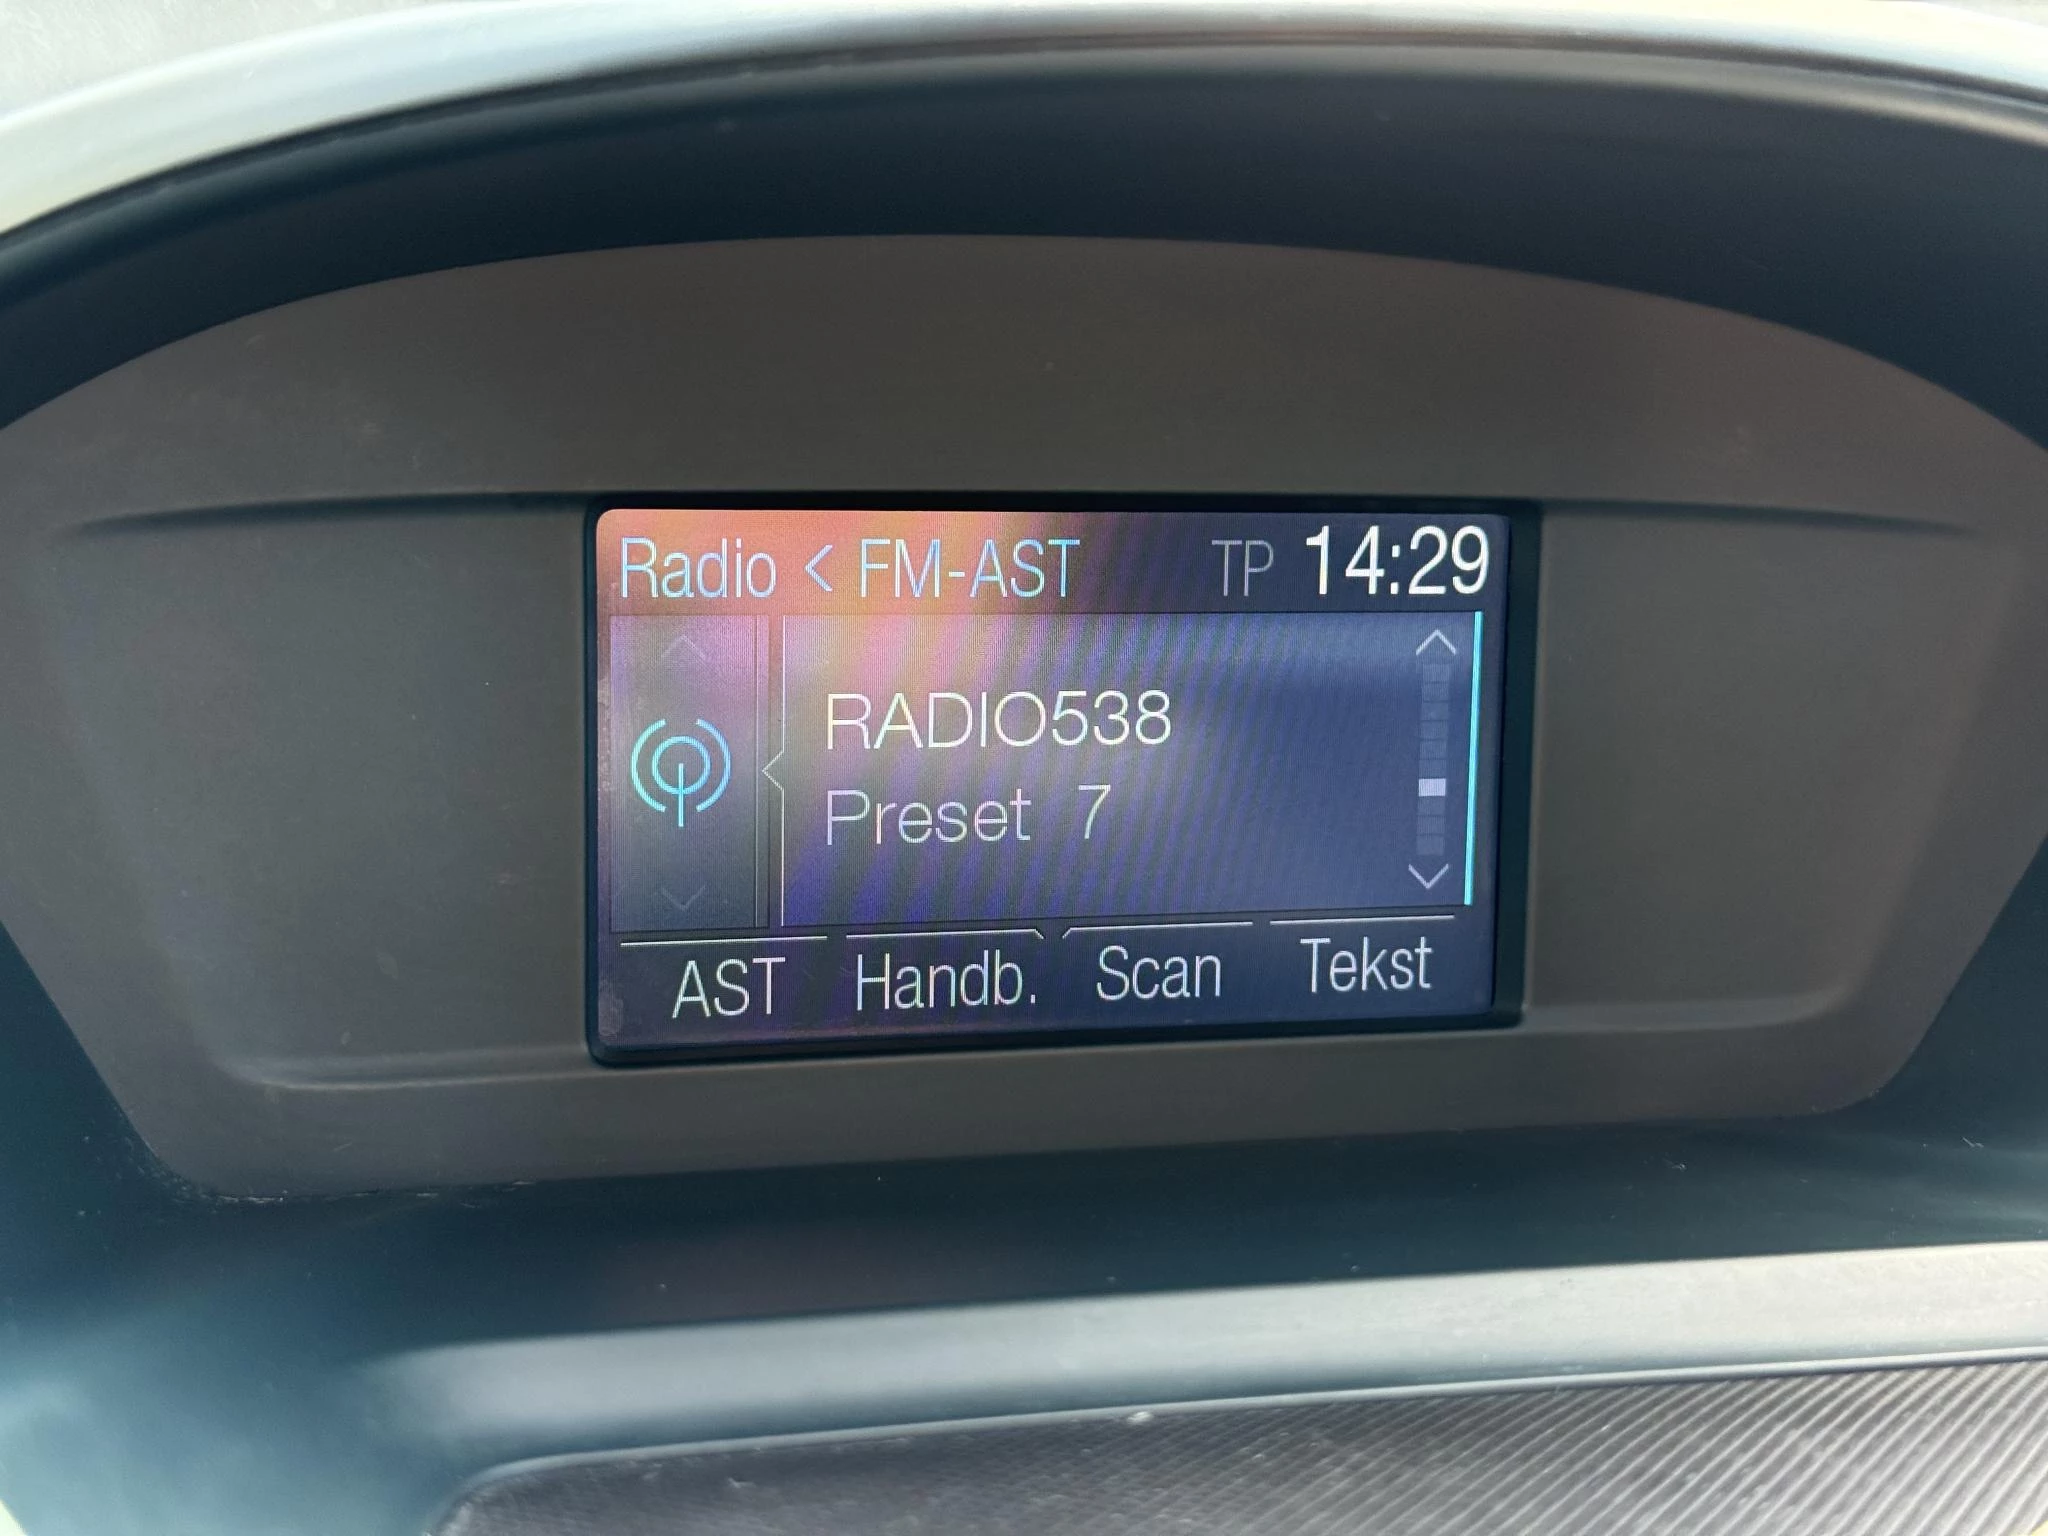 Radio < FM-AST TP 14:29
RADIO538
Preset 7
AST Handb. Scan Tekst